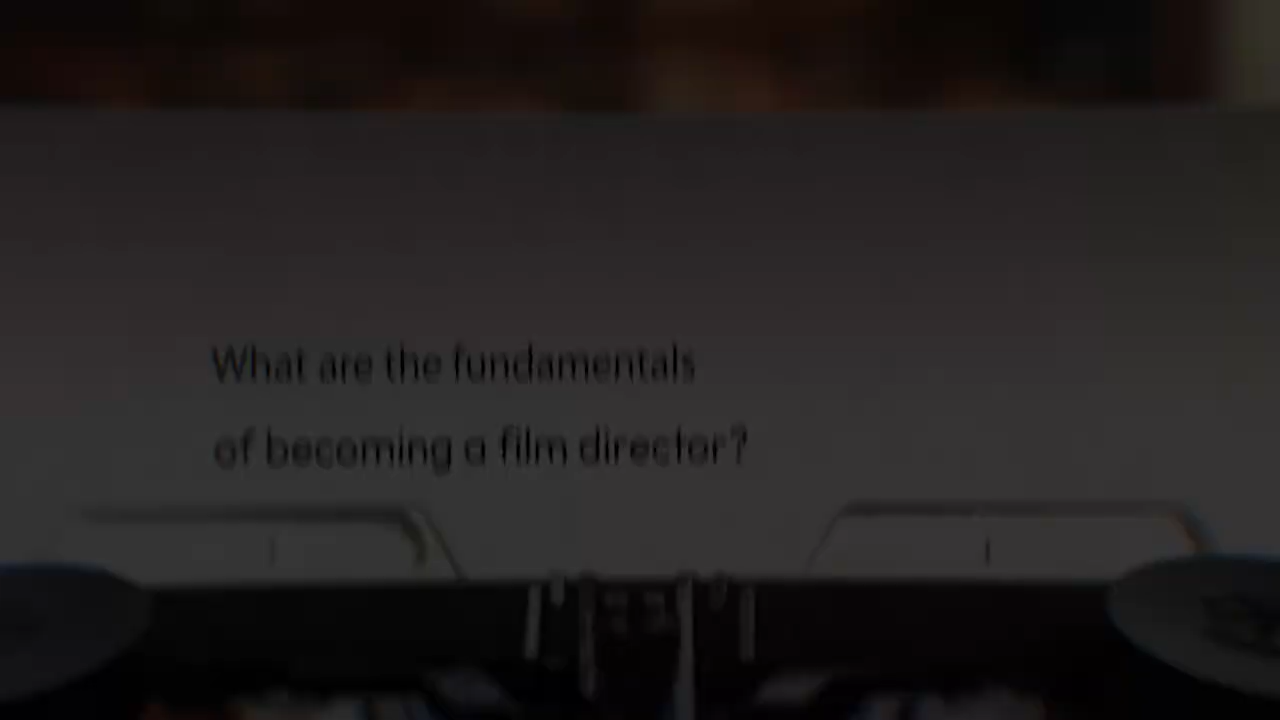 What are the fundamentals
of becoming a film director?